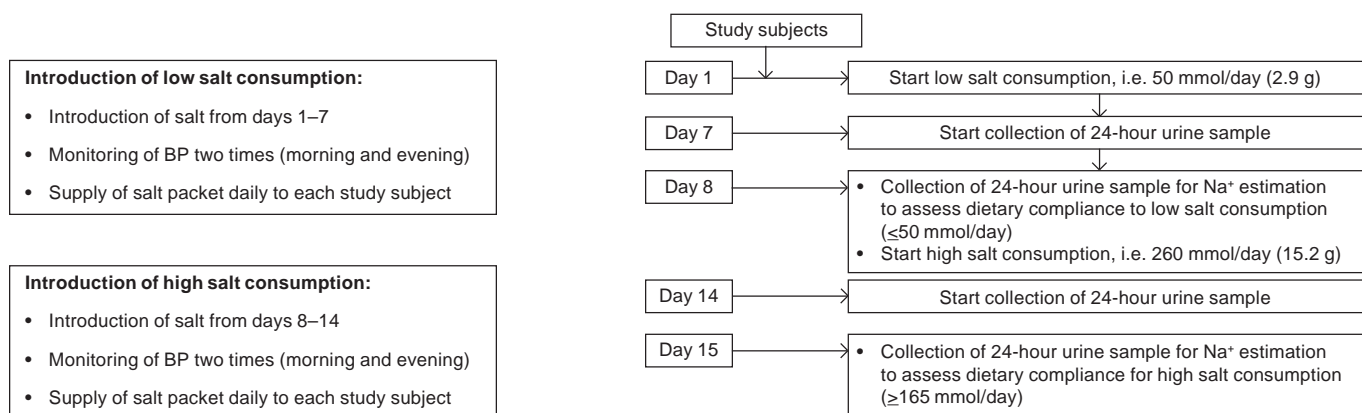 Introduction of low salt consumption:
• Introduction of salt from days 1–7
• Monitoring of BP two times (morning and evening)
• Supply of salt packet daily to each study subject
Introduction of high salt consumption:
• Introduction of salt from days 8–14
• Monitoring of BP two times (morning and evening)
• Supply of salt packet daily to each study subject
Study subjects
Day 1
Start low salt consumption, i.e. 50 mmol/day (2.9 g)
Day 7
Start collection of 24-hour urine sample
Day 8
• Collection of 24-hour urine sample for Na⁺ estimation
to assess dietary compliance to low salt consumption
(≤50 mmol/day)
• Start high salt consumption, i.e. 260 mmol/day (15.2 g)
Day 14
Start collection of 24-hour urine sample
Day 15
• Collection of 24-hour urine sample for Na⁺ estimation
to assess dietary compliance for high salt consumption
(≥165 mmol/day)